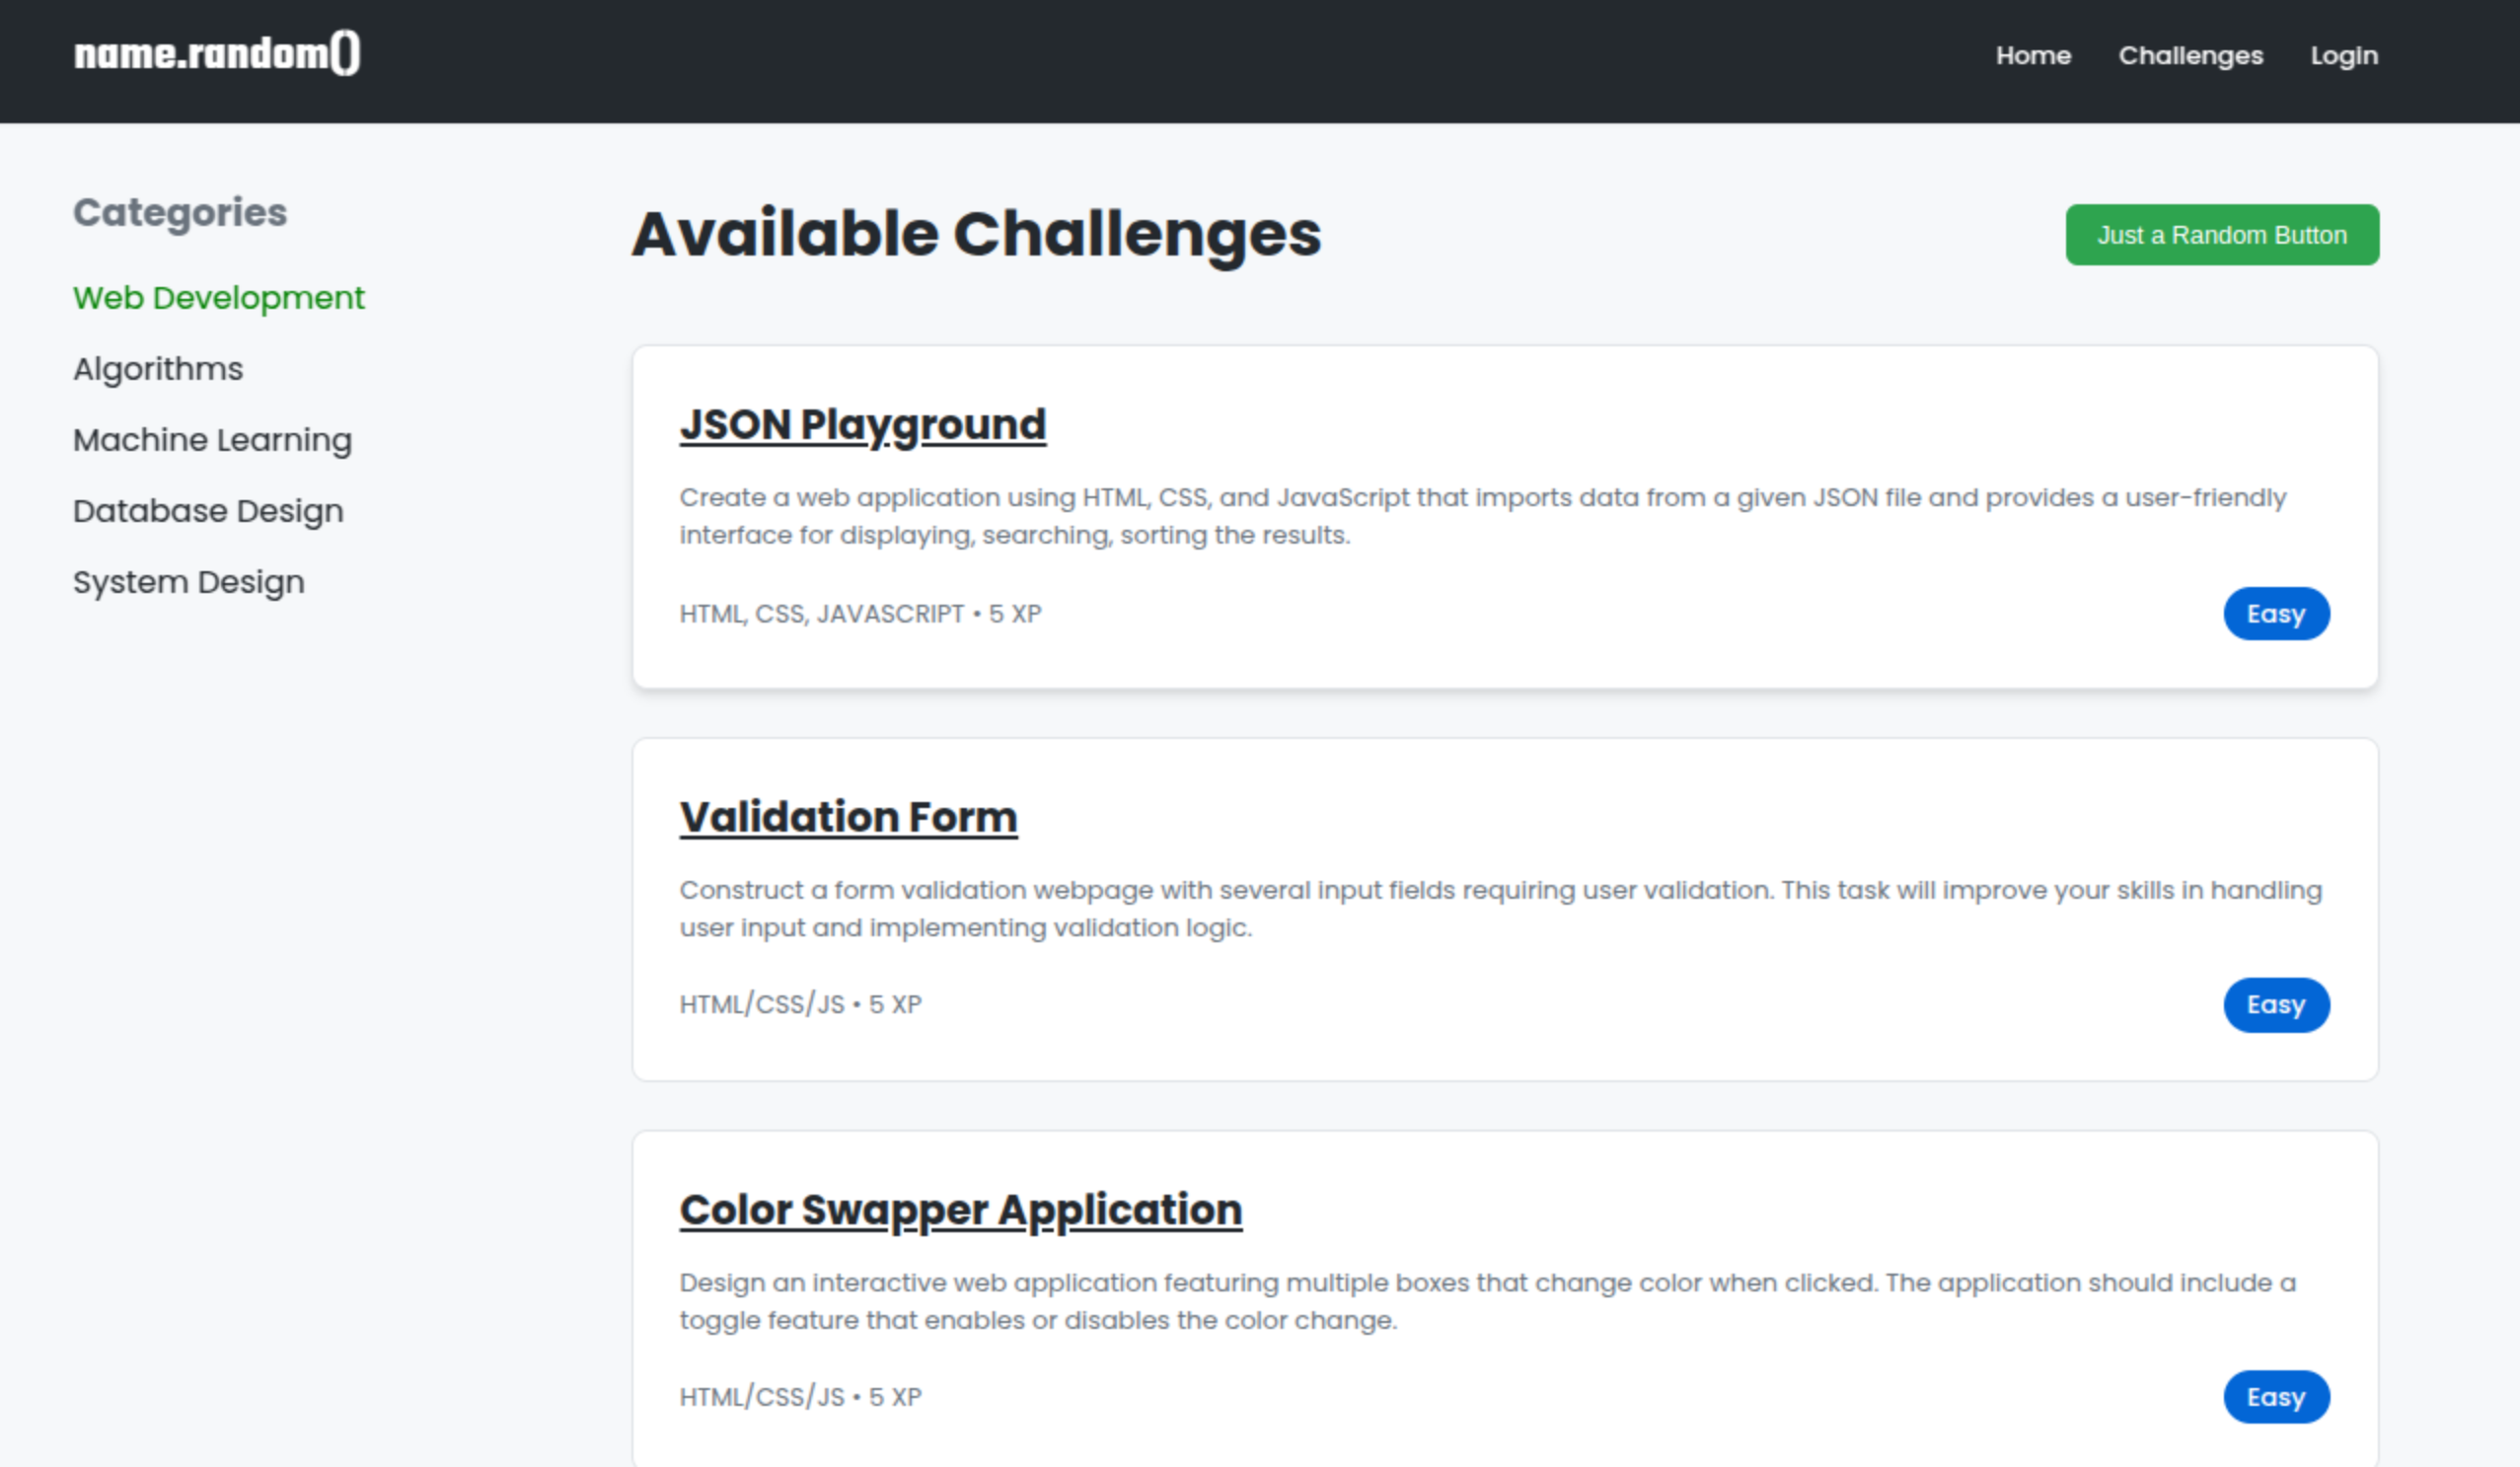 name.random()
Home Challenges Login
Categories
Web Development
Algorithms
Machine Learning
Database Design
System Design
Available Challenges
Just a Random Button
JSON Playground
Create a web application using HTML, CSS, and JavaScript that imports data from a given JSON file and provides a user-friendly
interface for displaying, searching, sorting the results.
HTML, CSS, JAVASCRIPT • 5 XP
Easy
Validation Form
Construct a form validation webpage with several input fields requiring user validation. This task will improve your skills in handling
user input and implementing validation logic.
HTML/CSS/JS • 5 XP
Easy
Color Swapper Application
Design an interactive web application featuring multiple boxes that change color when clicked. The application should include a
toggle feature that enables or disables the color change.
HTML/CSS/JS • 5 XP
Easy